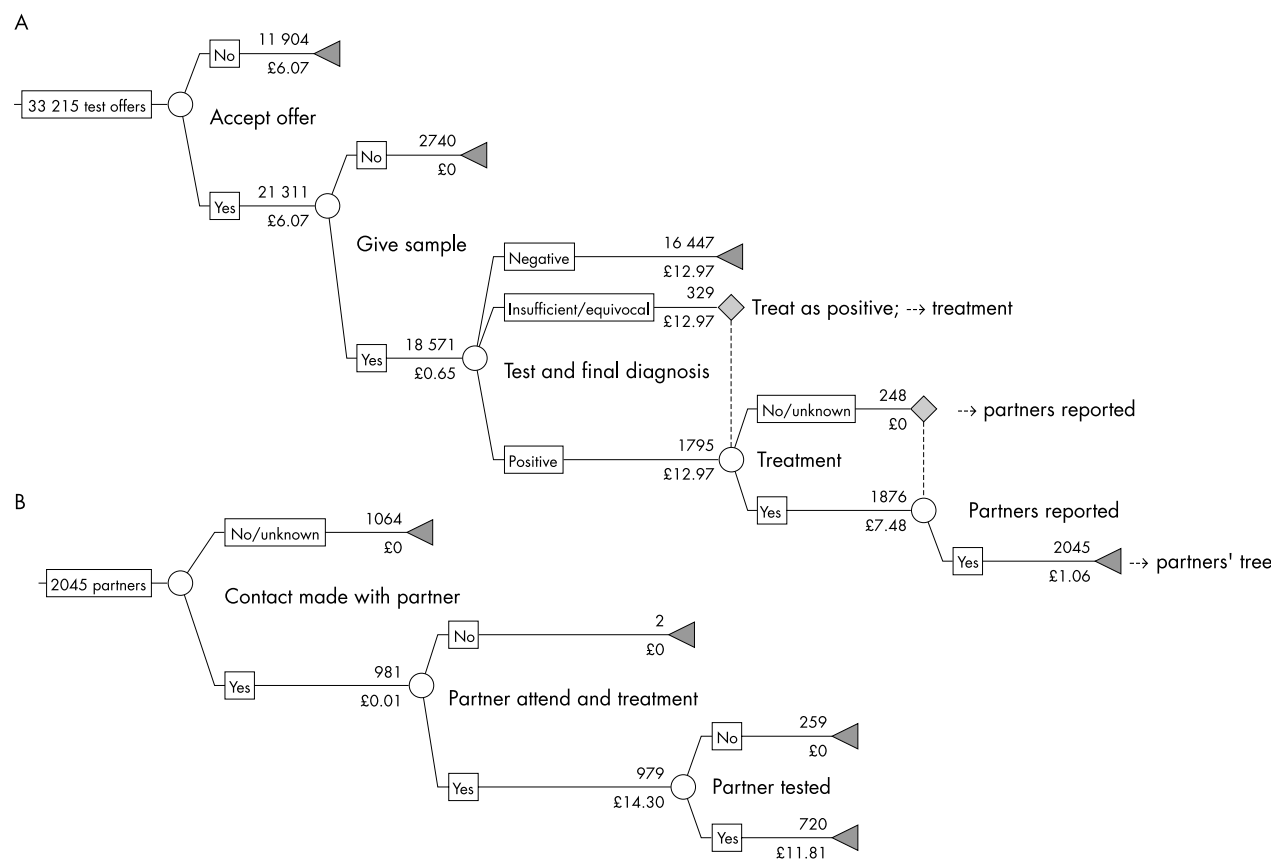 A
No
11 904
£6.07
33 215 test offers
Accept offer
Yes
21 311
£6.07
No
2740
£0
Give sample
Yes
18 571
£0.65
Negative
16 447
£12.97
Insufficient/equivocal
329
£12.97
Treat as positive; --> treatment
Test and final diagnosis
Positive
1795
£12.97
No/unknown
248
£0
--> partners reported
Treatment
Yes
1876
£7.48
Partners reported
Yes
2045
£1.06
--> partners' tree
B
No/unknown
1064
£0
2045 partners
Contact made with partner
Yes
981
£0.01
No
2
£0
Partner attend and treatment
Yes
979
£14.30
No
259
£0
Partner tested
Yes
720
£11.81